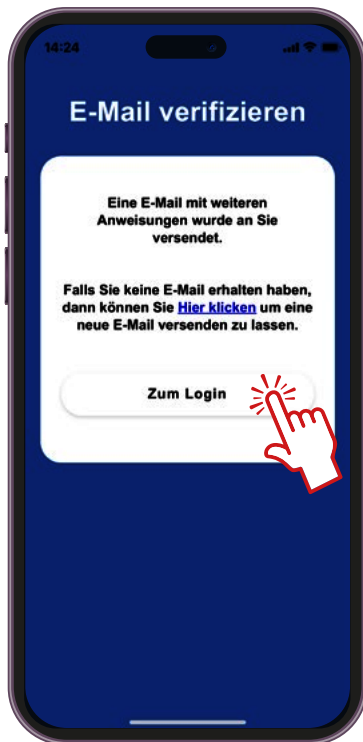 14:24
E-Mail verifizieren
Eine E-Mail mit weiteren
Anweisungen wurde an Sie
versendet.
Falls Sie keine E-Mail erhalten haben,
dann können Sie Hier klicken um eine
neue E-Mail versenden zu lassen.
Zum Login